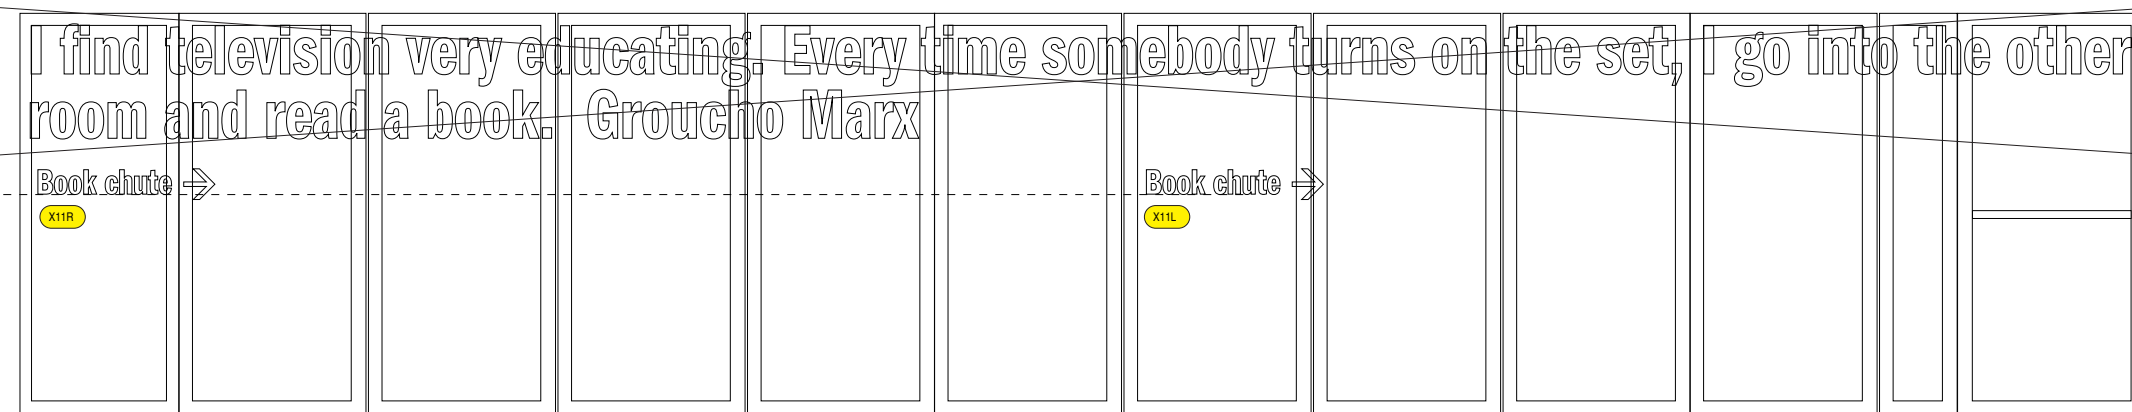 I find television very educating. Every time somebody turns on the set, I go into the other
room and read a book. Groucho Marx
Book chute → Book chute →
X11R X11L